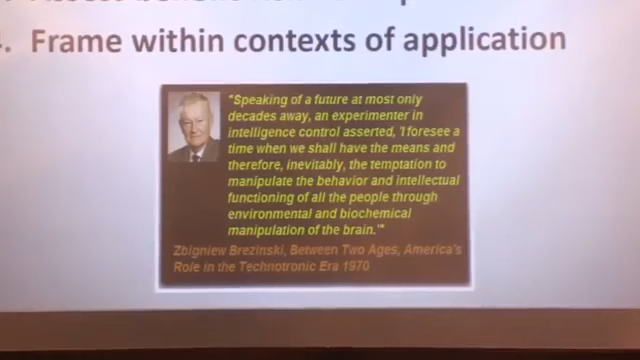 . Frame within contexts of application
"Speaking of a future at most only
decades away, an experimenter in
intelligence control asserted, 'I foresee a
time when we shall have the means and
therefore, inevitably, the temptation to
manipulate the behavior and intellectual
functioning of all the people through
environmental and biochemical
manipulation of the brain.'"
Zbigniew Brezinski, Between Two Ages, America's
Role in the Technotronic Era 1970